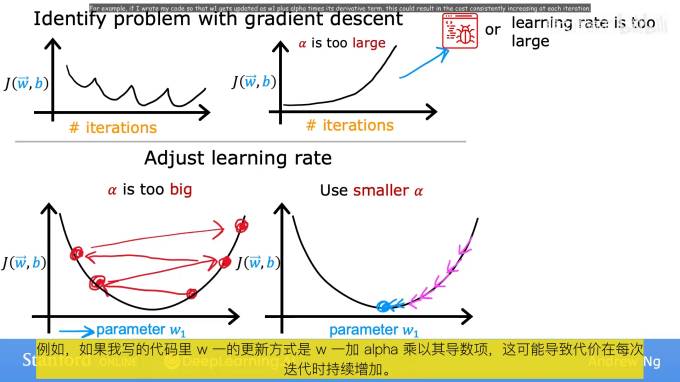 For example, if I wrote my code so that w1 gets updated as w1 plus alpha times its derivative term, this could result in the cost consistently increasing at each iteration.
Identify problem with gradient descent
J(w⃗, b)
# iterations
α is too large
J(w⃗, b)
# iterations
or learning rate is too
large
Adjust learning rate
α is too big
J(w⃗, b)
parameter w₁
Use smaller α
J(w⃗, b)
parameter w₁
Stanford ONLINE
DeepLearning
Andrew Ng
例如，如果我写的代码里 w 一的更新方式是 w 一加 alpha 乘以其导数项，这可能导致代价在每次
迭代时持续增加。